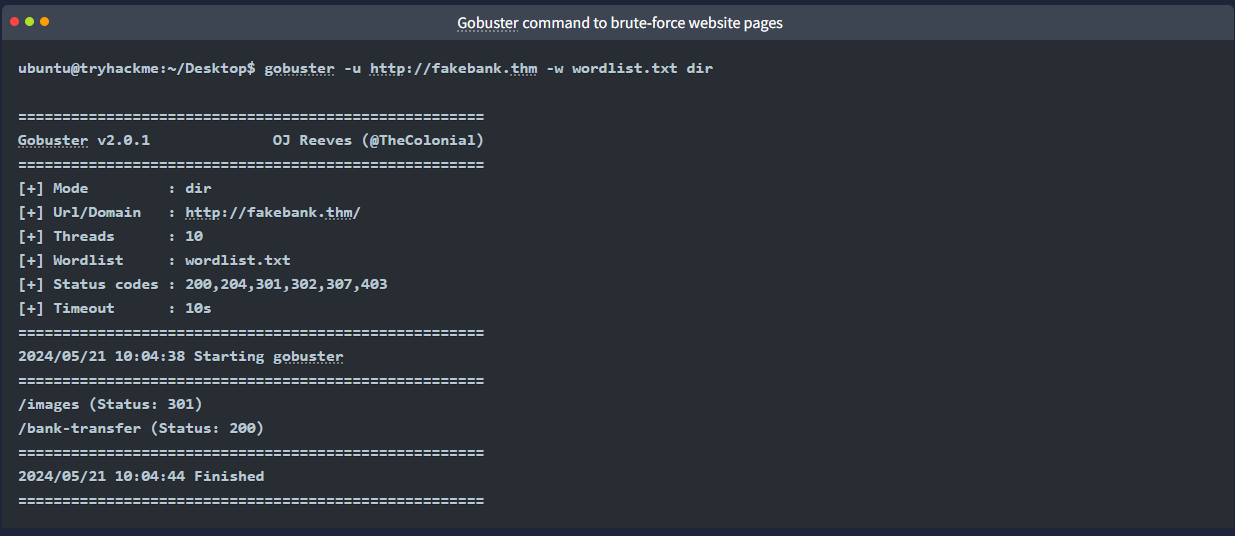 Gobuster command to brute-force website pages
ubuntu@tryhackme:~/Desktop$ gobuster -u http://fakebank.thm -w wordlist.txt dir
=====================================================
Gobuster v2.0.1              OJ Reeves (@TheColonial)
=====================================================
[+] Mode         : dir
[+] Url/Domain   : http://fakebank.thm/
[+] Threads      : 10
[+] Wordlist     : wordlist.txt
[+] Status codes : 200,204,301,302,307,403
[+] Timeout      : 10s
=====================================================
2024/05/21 10:04:38 Starting gobuster
=====================================================
/images (Status: 301)
/bank-transfer (Status: 200)
=====================================================
2024/05/21 10:04:44 Finished
=====================================================